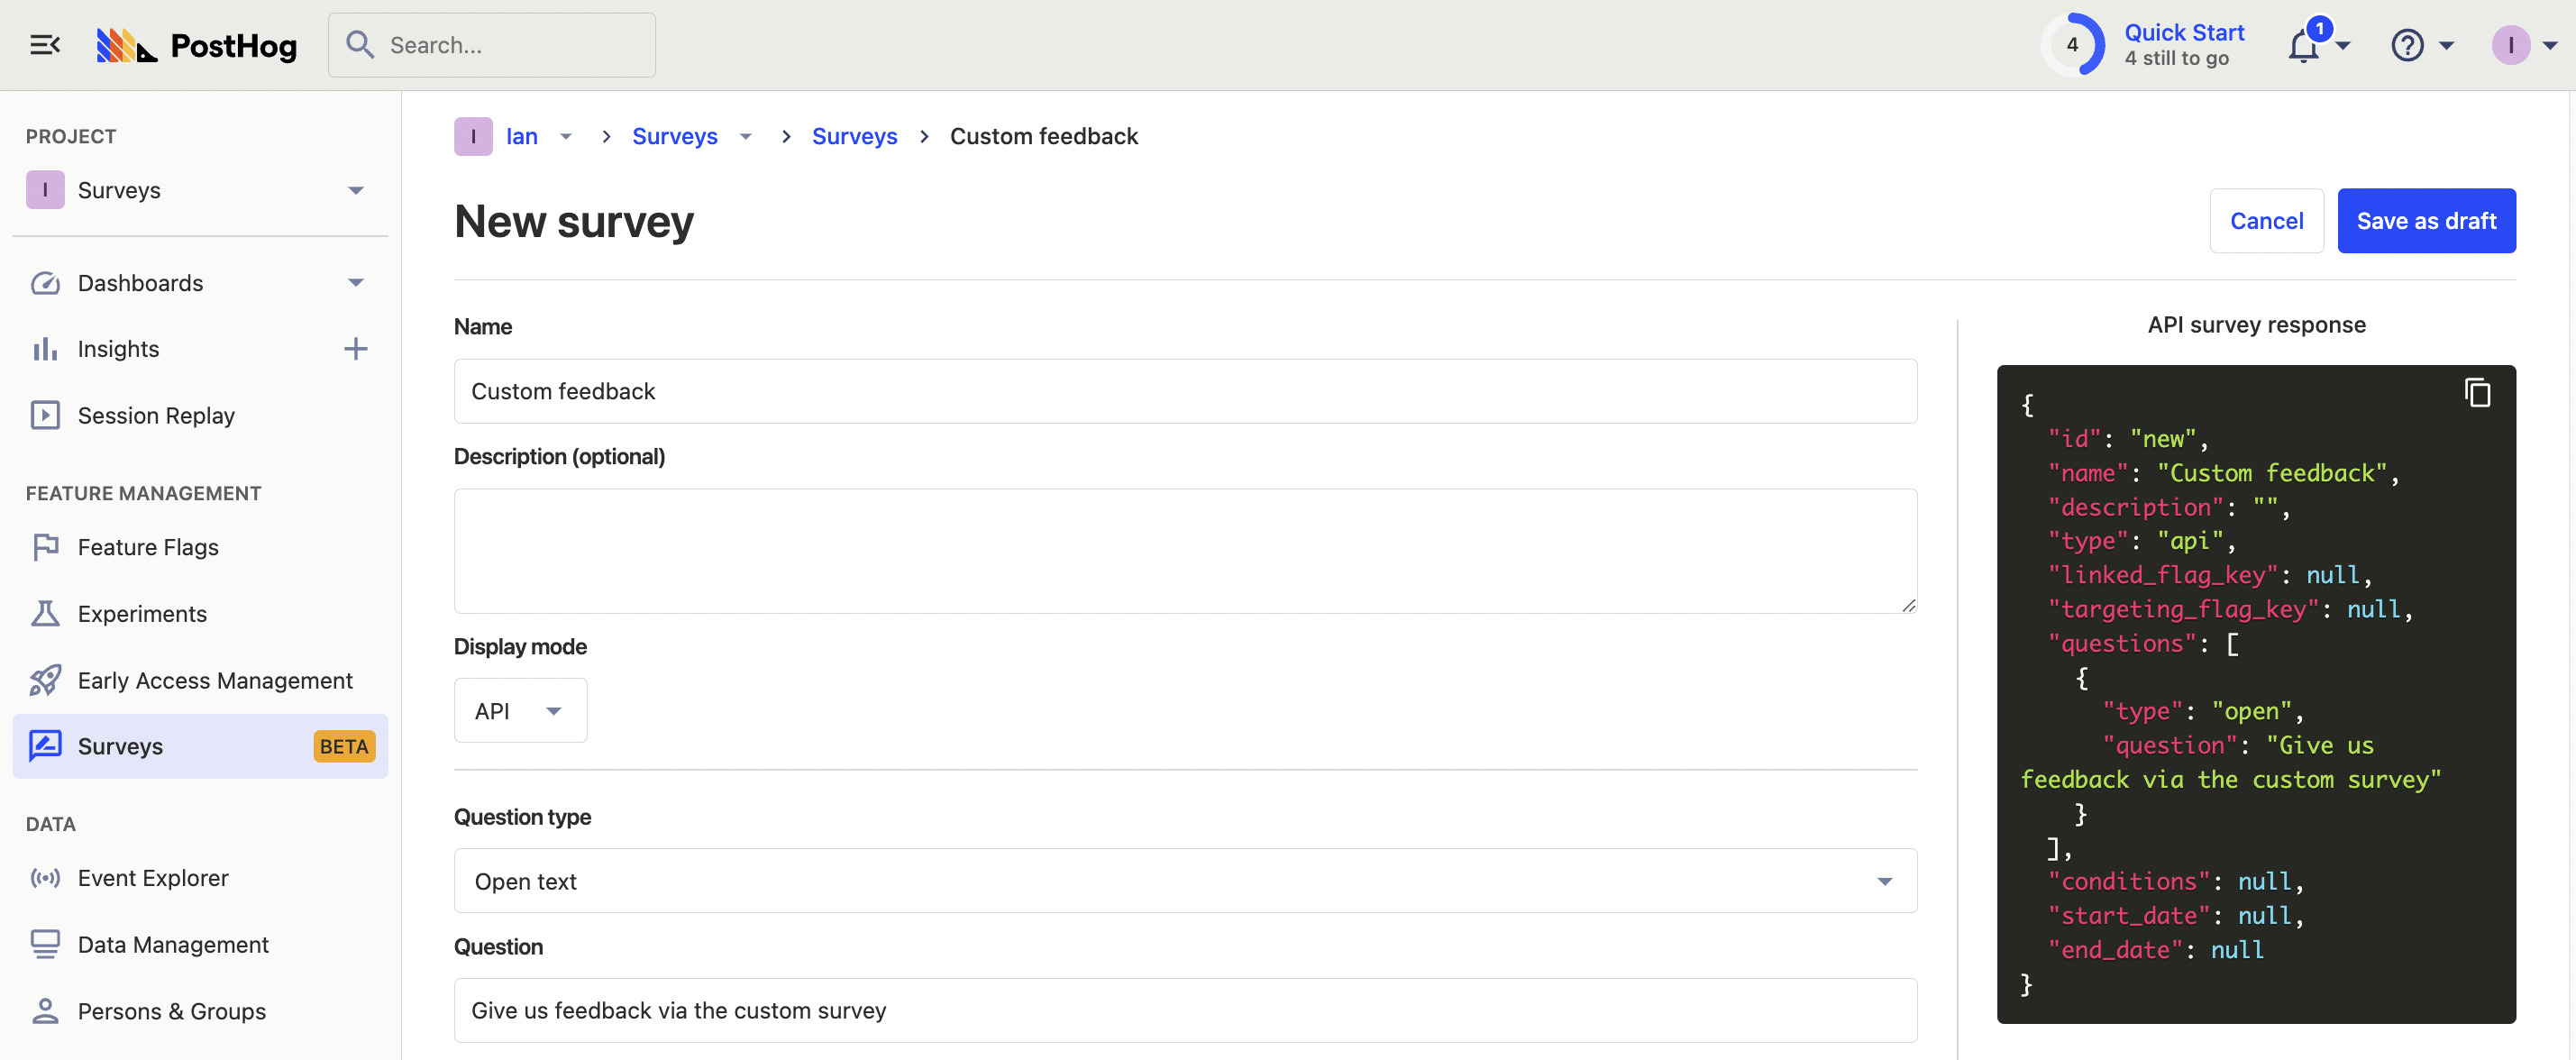 PostHog
Search...
4
Quick Start
4 still to go
1
I
PROJECT
I Surveys
Dashboards
Insights
Session Replay
FEATURE MANAGEMENT
Feature Flags
Experiments
Early Access Management
Surveys BETA
DATA
Event Explorer
Data Management
Persons & Groups
I Ian > Surveys > Surveys > Custom feedback
New survey
Cancel
Save as draft
Name
Custom feedback
Description (optional)
Display mode
API
Question type
Open text
Question
Give us feedback via the custom survey
API survey response
{
"id": "new",
"name": "Custom feedback",
"description": "",
"type": "api",
"linked_flag_key": null,
"targeting_flag_key": null,
"questions": [
{
"type": "open",
"question": "Give us
feedback via the custom survey"
}
],
"conditions": null,
"start_date": null,
"end_date": null
}